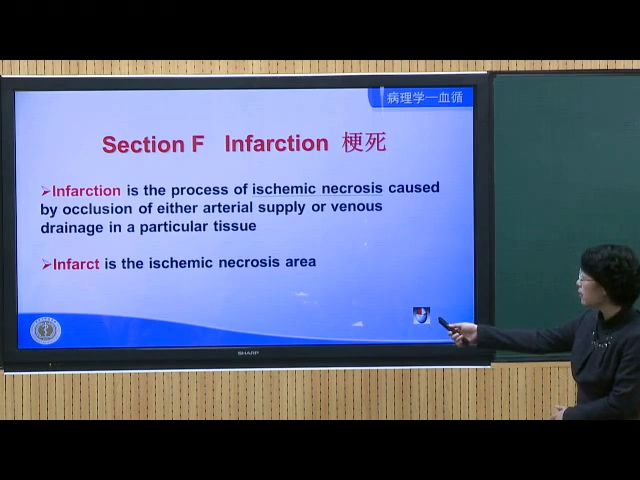 病理学—血循
Section F Infarction 梗死
➢Infarction is the process of ischemic necrosis caused
by occlusion of either arterial supply or venous
drainage in a particular tissue
➢Infarct is the ischemic necrosis area
SHARP